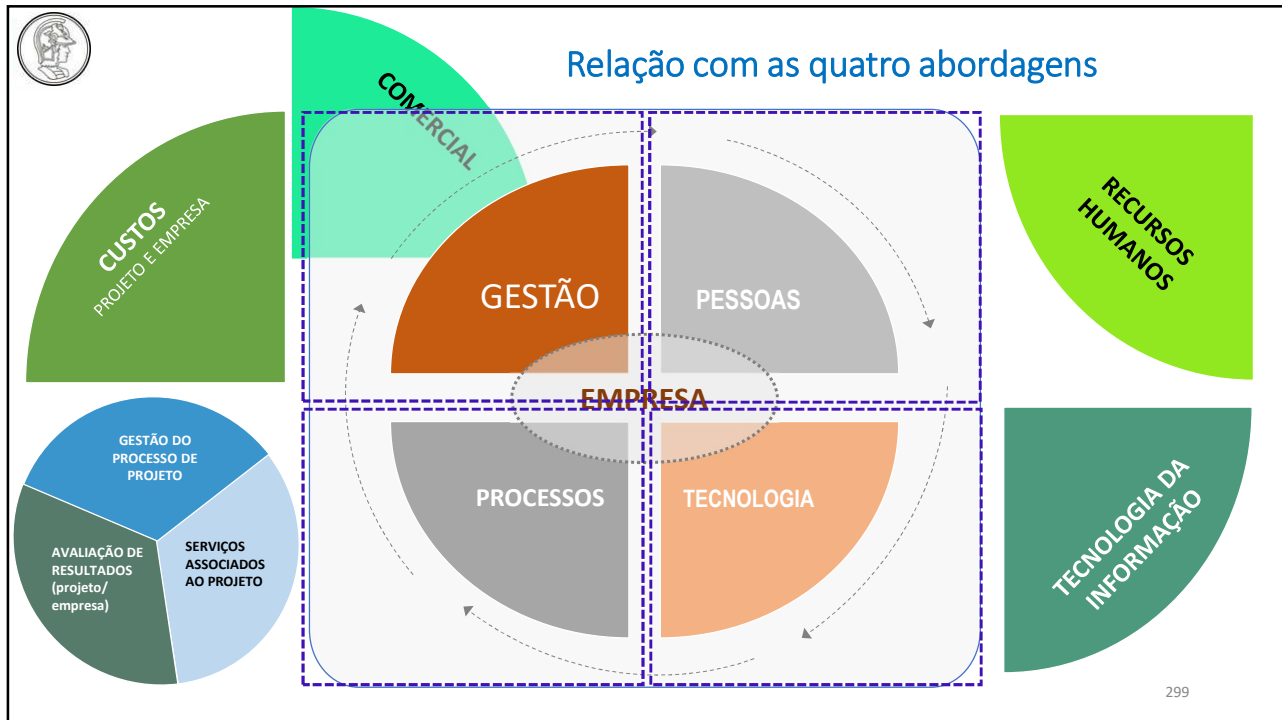 Relação com as quatro abordagens
COMERCIAL
CUSTOS
PROJETO E EMPRESA
RECURSOS
HUMANOS
GESTÃO
PESSOAS
EMPRESA
PROCESSOS
TECNOLOGIA
GESTÃO DO
PROCESSO DE
PROJETO
AVALIAÇÃO DE
RESULTADOS
(projeto/
empresa)
SERVIÇOS
ASSOCIADOS
AO PROJETO
TECNOLOGIA DA
INFORMAÇÃO
299